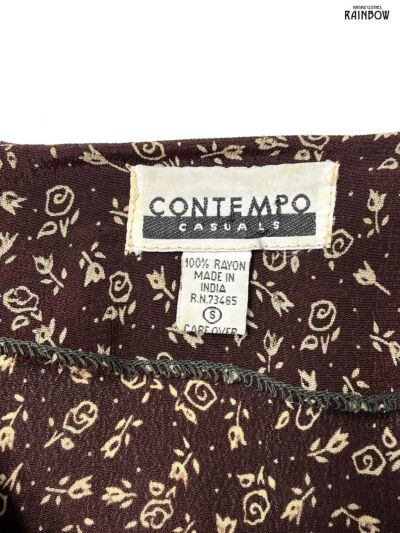 VINTAGE CLOTHES
RAINBOW
CONTEMPO
CASUALS
100% RAYON
MADE IN
INDIA
R.N.73465
S
CARE OVER